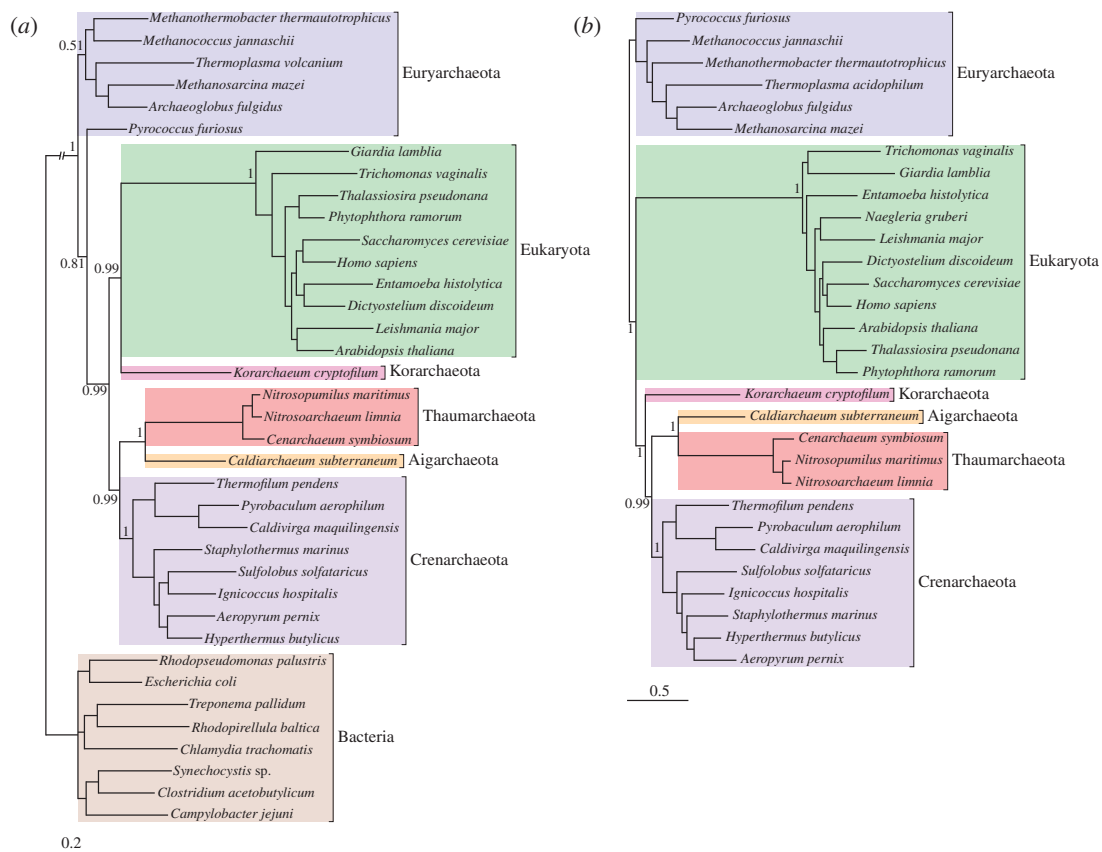 (a)
Methanothermobacter thermautotrophicus
0.51
Methanococcus jannaschii
Thermoplasma volcanium
Euryarchaeota
Methanosarcina mazei
Archaeoglobus fulgidus
Pyrococcus furiosus
1
Giardia lamblia
1
Trichomonas vaginalis
Thalassiosira pseudonana
Phytophthora ramorum
Saccharomyces cerevisiae
Eukaryota
0.81
0.99
Homo sapiens
Entamoeba histolytica
Dictyostelium discoideum
Leishmania major
Arabidopsis thaliana
Korarchaeum cryptofilum
Korarchaeota
0.99
Nitrosopumilus maritimus
Nitrosoarchaeum limnia
Thaumarchaeota
1
Cenarchaeum symbiosum
Caldiarchaeum subterraneum
Aigarchaeota
0.99
Thermofilum pendens
Pyrobaculum aerophilum
1
Caldivirga maquilingensis
Staphylothermus marinus
Crenarchaeota
Sulfolobus solfataricus
Ignicoccus hospitalis
Aeropyrum pernix
Hyperthermus butylicus
Rhodopseudomonas palustris
Escherichia coli
Treponema pallidum
Rhodopirellula baltica
Bacteria
Chlamydia trachomatis
Synechocystis sp.
Clostridium acetobutylicum
Campylobacter jejuni
0.2
(b)
Pyrococcus furiosus
Methanococcus jannaschii
Methanothermobacter thermautotrophicus
Euryarchaeota
Thermoplasma acidophilum
Archaeoglobus fulgidus
Methanosarcina mazei
Trichomonas vaginalis
Giardia lamblia
1
Entamoeba histolytica
Naegleria gruberi
Leishmania major
Dictyostelium discoideum
Eukaryota
Saccharomyces cerevisiae
Homo sapiens
1
Arabidopsis thaliana
Thalassiosira pseudonana
Phytophthora ramorum
Korarchaeum cryptofilum
Korarchaeota
Caldiarchaeum subterraneum
Aigarchaeota
1
Cenarchaeum symbiosum
1
Nitrosopumilus maritimus
Thaumarchaeota
Nitrosoarchaeum limnia
0.99
Thermofilum pendens
Pyrobaculum aerophilum
1
Caldivirga maquilingensis
Sulfolobus solfataricus
Crenarchaeota
Ignicoccus hospitalis
Staphylothermus marinus
Hyperthermus butylicus
Aeropyrum pernix
0.5